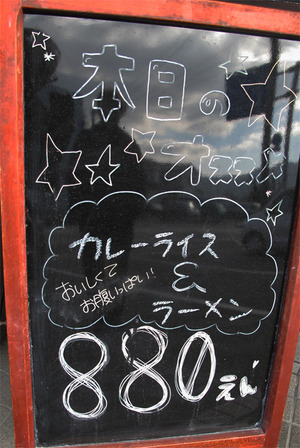 本日の
オススメ
カレーライス
おいしくて
お腹いっぱい!!
&
ラーメン
880えん